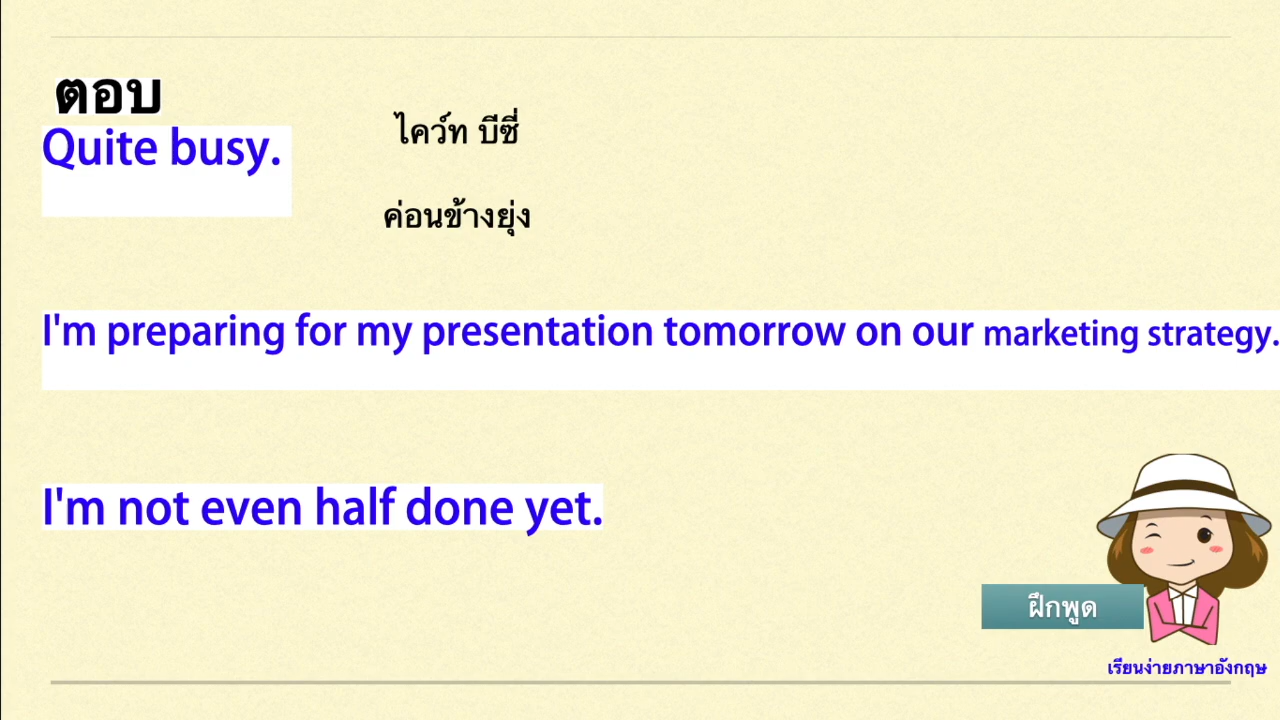 ตอบ
Quite busy.
ไคว์ท บีซี่
ค่อนข้างยุ่ง
I'm preparing for my presentation tomorrow on our marketing strategy.
I'm not even half done yet.
ฝึกพูด
เรียนง่ายภาษาอังกฤษ